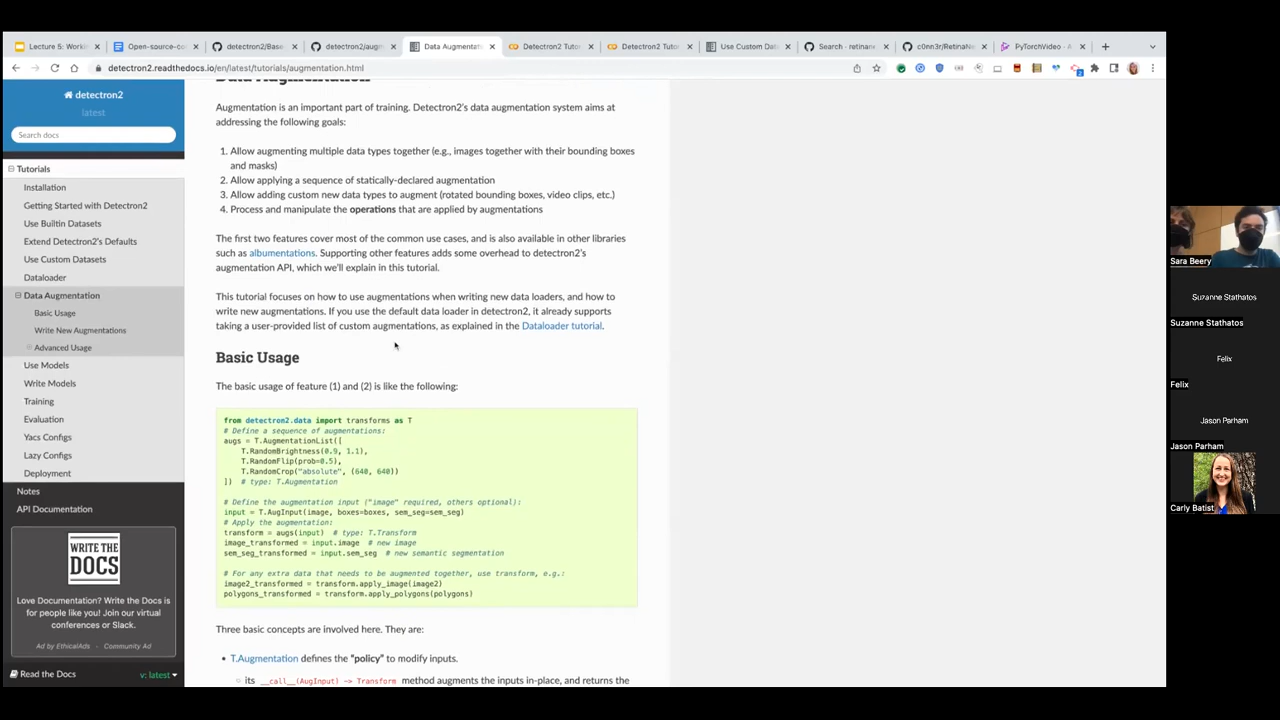 Lecture 5: Worki
Open-source-co
detectron2/Base
detectron2/augm
Data Augmentati
Detectron2 Tuto
Detectron2 Tuto
Use Custom Dat
Search · retinane
c0nn3r/RetinaNe
PyTorchVideo · A
detectron2.readthedocs.io/en/latest/tutorials/augmentation.html
detectron2
latest
Search docs
Tutorials
Installation
Getting Started with Detectron2
Use Builtin Datasets
Extend Detectron2's Defaults
Use Custom Datasets
Dataloader
Data Augmentation
Basic Usage
Write New Augmentations
Advanced Usage
Use Models
Write Models
Training
Evaluation
Yacs Configs
Lazy Configs
Deployment
Notes
API Documentation
WRITE
THE
DOCS
Love Documentation? Write the Docs is
for people like you! Join our virtual
conferences or Slack.
Ad by EthicalAds · Community Ad
Read the Docs
v: latest
Data Augmentation
Augmentation is an important part of training. Detectron2's data augmentation system aims at
addressing the following goals:
1. Allow augmenting multiple data types together (e.g., images together with their bounding boxes
and masks)
2. Allow applying a sequence of statically-declared augmentation
3. Allow adding custom new data types to augment (rotated bounding boxes, video clips, etc.)
4. Process and manipulate the operations that are applied by augmentations
The first two features cover most of the common use cases, and is also available in other libraries
such as albumentations. Supporting other features adds some overhead to detectron2's
augmentation API, which we'll explain in this tutorial.
This tutorial focuses on how to use augmentations when writing new data loaders, and how to
write new augmentations. If you use the default data loader in detectron2, it already supports
taking a user-provided list of custom augmentations, as explained in the Dataloader tutorial.
Basic Usage
The basic usage of feature (1) and (2) is like the following:
from detectron2.data import transforms as T
# Define a sequence of augmentations:
augs = T.AugmentationList([
T.RandomBrightness(0.9, 1.1),
T.RandomFlip(prob=0.5),
T.RandomCrop("absolute", (640, 640))
]) # type: T.Augmentation
# Define the augmentation input ("image" required, others optional):
input = T.AugInput(image, boxes=boxes, sem_seg=sem_seg)
# Apply the augmentation:
transform = augs(input) # type: T.Transform
image_transformed = input.image # new image
sem_seg_transformed = input.sem_seg # new semantic segmentation
# For any extra data that needs to be augmented together, use transform, e.g.:
image2_transformed = transform.apply_image(image2)
polygons_transformed = transform.apply_polygons(polygons)
Three basic concepts are involved here. They are:
• T.Augmentation defines the "policy" to modify inputs.
◦ its __call__(AugInput) -> Transform method augments the inputs in-place, and returns the
Sara Beery
Suzanne Stathatos
Suzanne Stathatos
Felix
Felix
Jason Parham
Jason Parham
Carly Batist